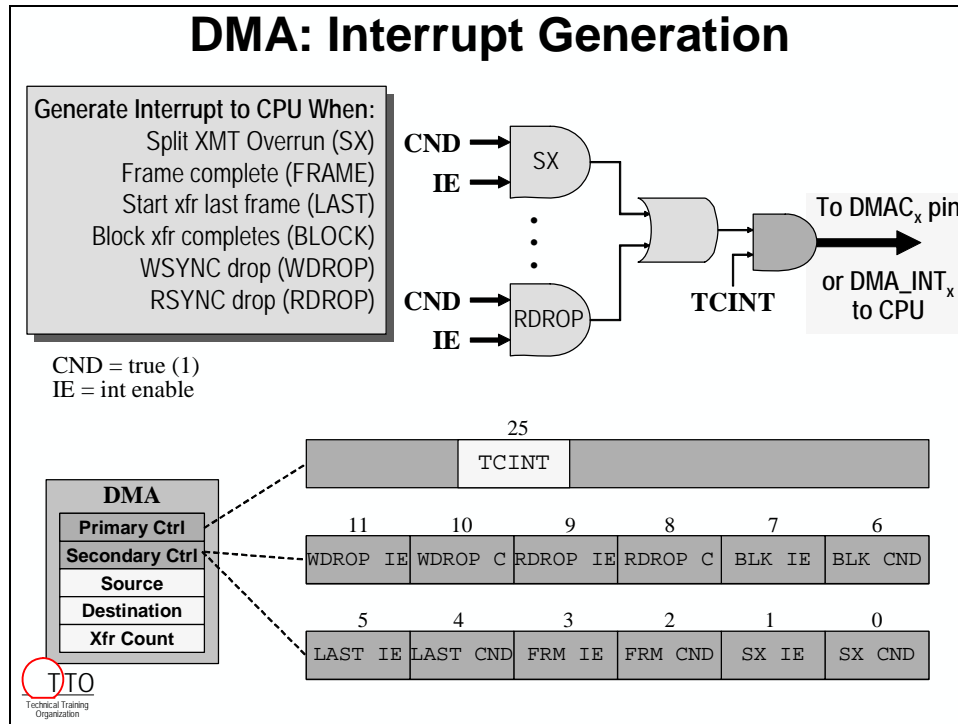 DMA: Interrupt Generation
Generate Interrupt to CPU When:
Split XMT Overrun (SX)
Frame complete (FRAME)
Start xfr last frame (LAST)
Block xfr completes (BLOCK)
WSYNC drop (WDROP)
RSYNC drop (RDROP)
CND = true (1)
IE = int enable
CND
IE
SX
CND
IE
RDROP
TCINT
To DMACx pin
or DMA_INTx
to CPU
25
TCINT
DMA
Primary Ctrl
Secondary Ctrl
Source
Destination
Xfr Count
11 10 9 8 7 6
WDROP IE WDROP C RDROP IE RDROP C BLK IE BLK CND
5 4 3 2 1 0
LAST IE LAST CND FRM IE FRM CND SX IE SX CND
TTO
Technical Training
Organization